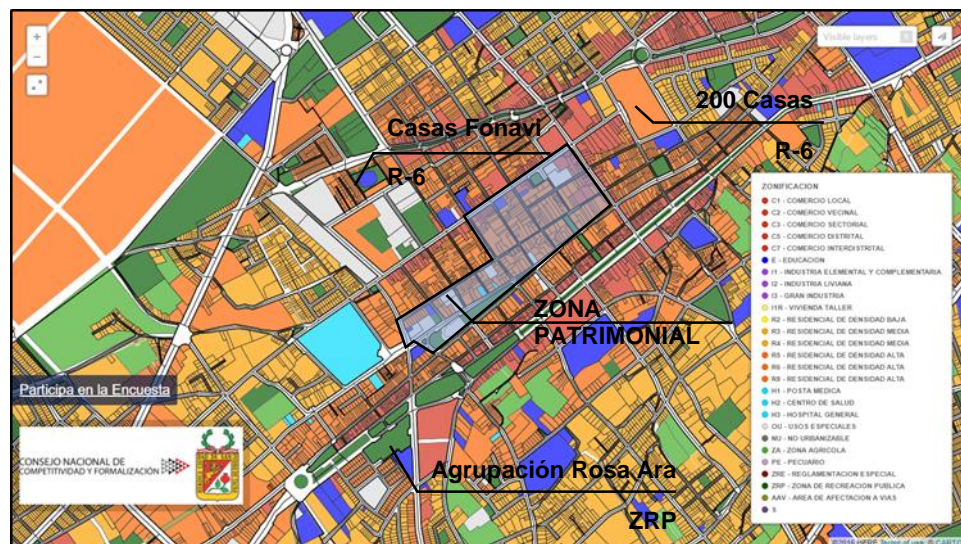 +
−
Visible layers
200 Casas
R-6
Casas Fonavi
R-6
ZONIFICACION
C1 - COMERCIO LOCAL
C2 - COMERCIO VECINAL
C3 - COMERCIO SECTORIAL
C5 - COMERCIO DISTRITAL
C7 - COMERCIO INTERDISTRITAL
E - EDUCACION
I1 - INDUSTRIA ELEMENTAL Y COMPLEMENTARIA
I2 - INDUSTRIA LIVIANA
I3 - GRAN INDUSTRIA
I1R - VIVIENDA TALLER
R2 - RESIDENCIAL DE DENSIDAD BAJA
R3 - RESIDENCIAL DE DENSIDAD MEDIA
R4 - RESIDENCIAL DE DENSIDAD MEDIA
R5 - RESIDENCIAL DE DENSIDAD ALTA
R6 - RESIDENCIAL DE DENSIDAD ALTA
R8 - RESIDENCIAL DE DENSIDAD ALTA
H1 - POSTA MEDICA
H2 - CENTRO DE SALUD
H3 - HOSPITAL GENERAL
OU - USOS ESPECIALES
NU - NO URBANIZABLE
ZA - ZONA AGRICOLA
PE - PECUARIO
ZRE - REGLAMENTACION ESPECIAL
ZRP - ZONA DE RECREACION PUBLICA
AAV - AREA DE AFECTACION A VIAS
S
ZONA
PATRIMONIAL
Participa en la Encuesta
CONSEJO NACIONAL DE
COMPETITIVIDAD Y FORMALIZACIÓN
Agrupación Rosa Ara
ZRP
©2016 HERE Terms of use, © CARTO